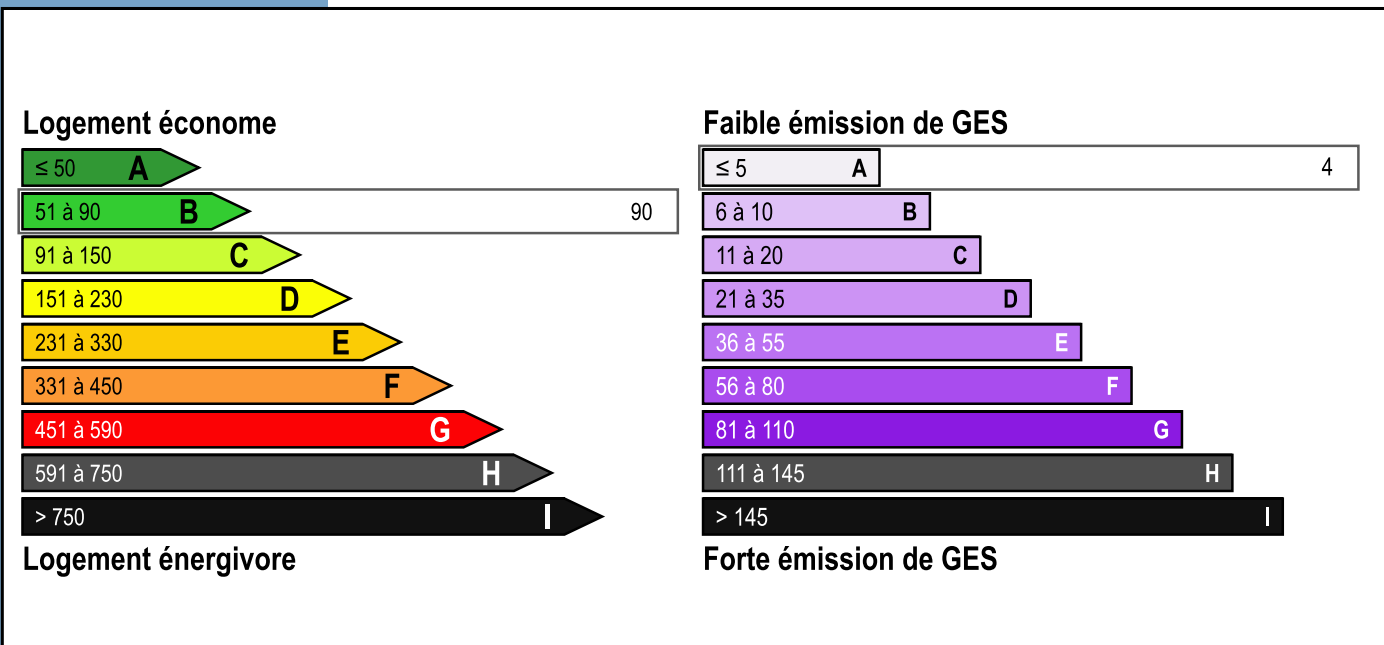 Logement économe
≤ 50 A
51 à 90 B 90
91 à 150 C
151 à 230 D
231 à 330 E
331 à 450 F
451 à 590 G
591 à 750 H
> 750 I
Logement énergivore
Faible émission de GES
≤ 5 A 4
6 à 10 B
11 à 20 C
21 à 35 D
36 à 55 E
56 à 80 F
81 à 110 G
111 à 145 H
> 145 I
Forte émission de GES